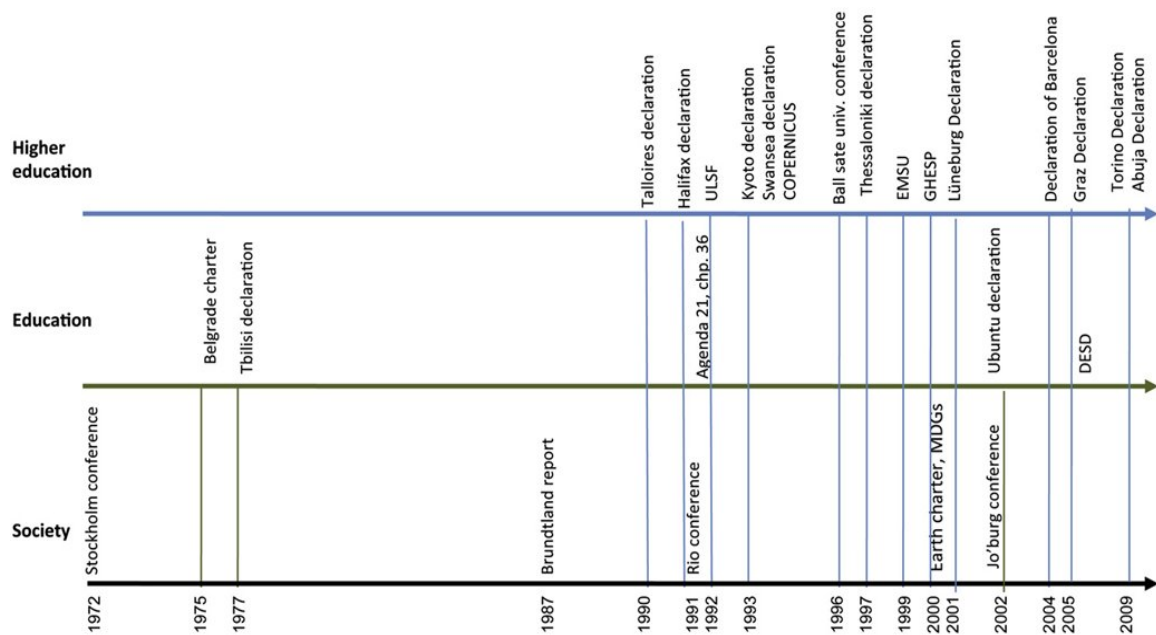 Higher
education
Talloires declaration
Halifax declaration
ULSF
Kyoto declaration
Swansea declaration
COPERNICUS
Ball sate univ. conference
Thessaloniki declaration
EMSU
GHESP
Lüneburg Declaration
Declaration of Barcelona
Graz Declaration
Torino Declaration
Abuja Declaration
Education
Belgrade charter
Tbilisi declaration
Agenda 21, chp. 36
Ubuntu declaration
DESD
Society
Stockholm conference
Brundtland report
Rio conference
Earth charter, MDGs
Jo'burg conference
1972
1975
1977
1987
1990
1991
1992
1993
1996
1997
1999
2000
2001
2002
2004
2005
2009